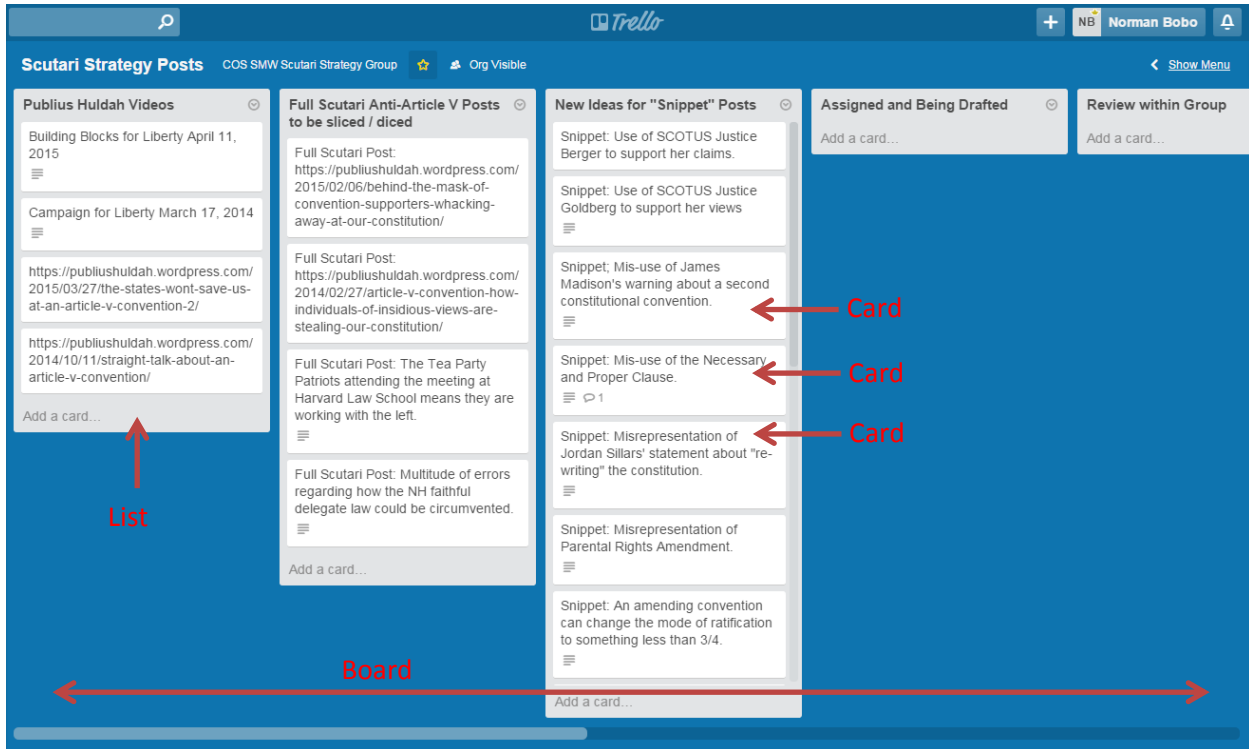 Trello
NB Norman Bobo
Scutari Strategy Posts COS SMW Scutari Strategy Group Org Visible Show Menu
Publius Huldah Videos
Building Blocks for Liberty April 11,
2015
Campaign for Liberty March 17, 2014
https://publiushuldah.wordpress.com/
2015/03/27/the-states-wont-save-us-
at-an-article-v-convention-2/
https://publiushuldah.wordpress.com/
2014/10/11/straight-talk-about-an-
article-v-convention/
Add a card...
List
Full Scutari Anti-Article V Posts
to be sliced / diced
Full Scutari Post:
https://publiushuldah.wordpress.com/
2015/02/06/behind-the-mask-of-
convention-supporters-whacking-
away-at-our-constitution/
Full Scutari Post:
https://publiushuldah.wordpress.com/
2014/02/27/article-v-convention-how-
individuals-of-insidious-views-are-
stealing-our-constitution/
Full Scutari Post: The Tea Party
Patriots attending the meeting at
Harvard Law School means they are
working with the left.
Full Scutari Post: Multitude of errors
regarding how the NH faithful
delegate law could be circumvented.
Add a card...
New Ideas for "Snippet" Posts
Snippet: Use of SCOTUS Justice
Berger to support her claims.
Snippet: Use of SCOTUS Justice
Goldberg to support her views
Snippet; Mis-use of James
Madison's warning about a second
constitutional convention.
Snippet: Mis-use of the Necessary
and Proper Clause.
1
Snippet: Misrepresentation of
Jordan Sillars' statement about "re-
writing" the constitution.
Snippet: Misrepresentation of
Parental Rights Amendment.
Snippet: An amending convention
can change the mode of ratification
to something less than 3/4.
Add a card...
Card
Card
Card
Assigned and Being Drafted
Add a card...
Review within Group
Add a card...
Board